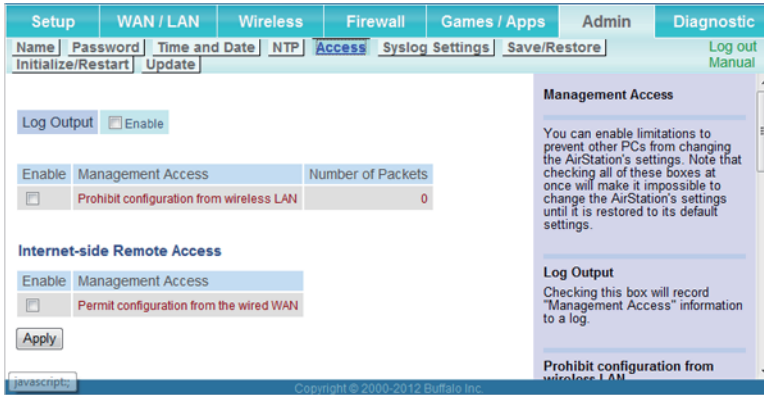 Setup WAN / LAN Wireless Firewall Games / Apps Admin Diagnostic
Name Password Time and Date NTP Access Syslog Settings Save/Restore Log out
Initialize/Restart Update Manual
Log Output Enable
Enable Management Access Number of Packets
Prohibit configuration from wireless LAN 0
Internet-side Remote Access
Enable Management Access
Permit configuration from the wired WAN
Apply
Management Access
You can enable limitations to
prevent other PCs from changing
the AirStation's settings. Note that
checking all of these boxes at
once will make it impossible to
change the AirStation's settings
until it is restored to its default
settings.
Log Output
Checking this box will record
"Management Access" information
to a log.
Prohibit configuration from
wireless LAN
javascript:;
Copyright © 2000-2012 Buffalo Inc.